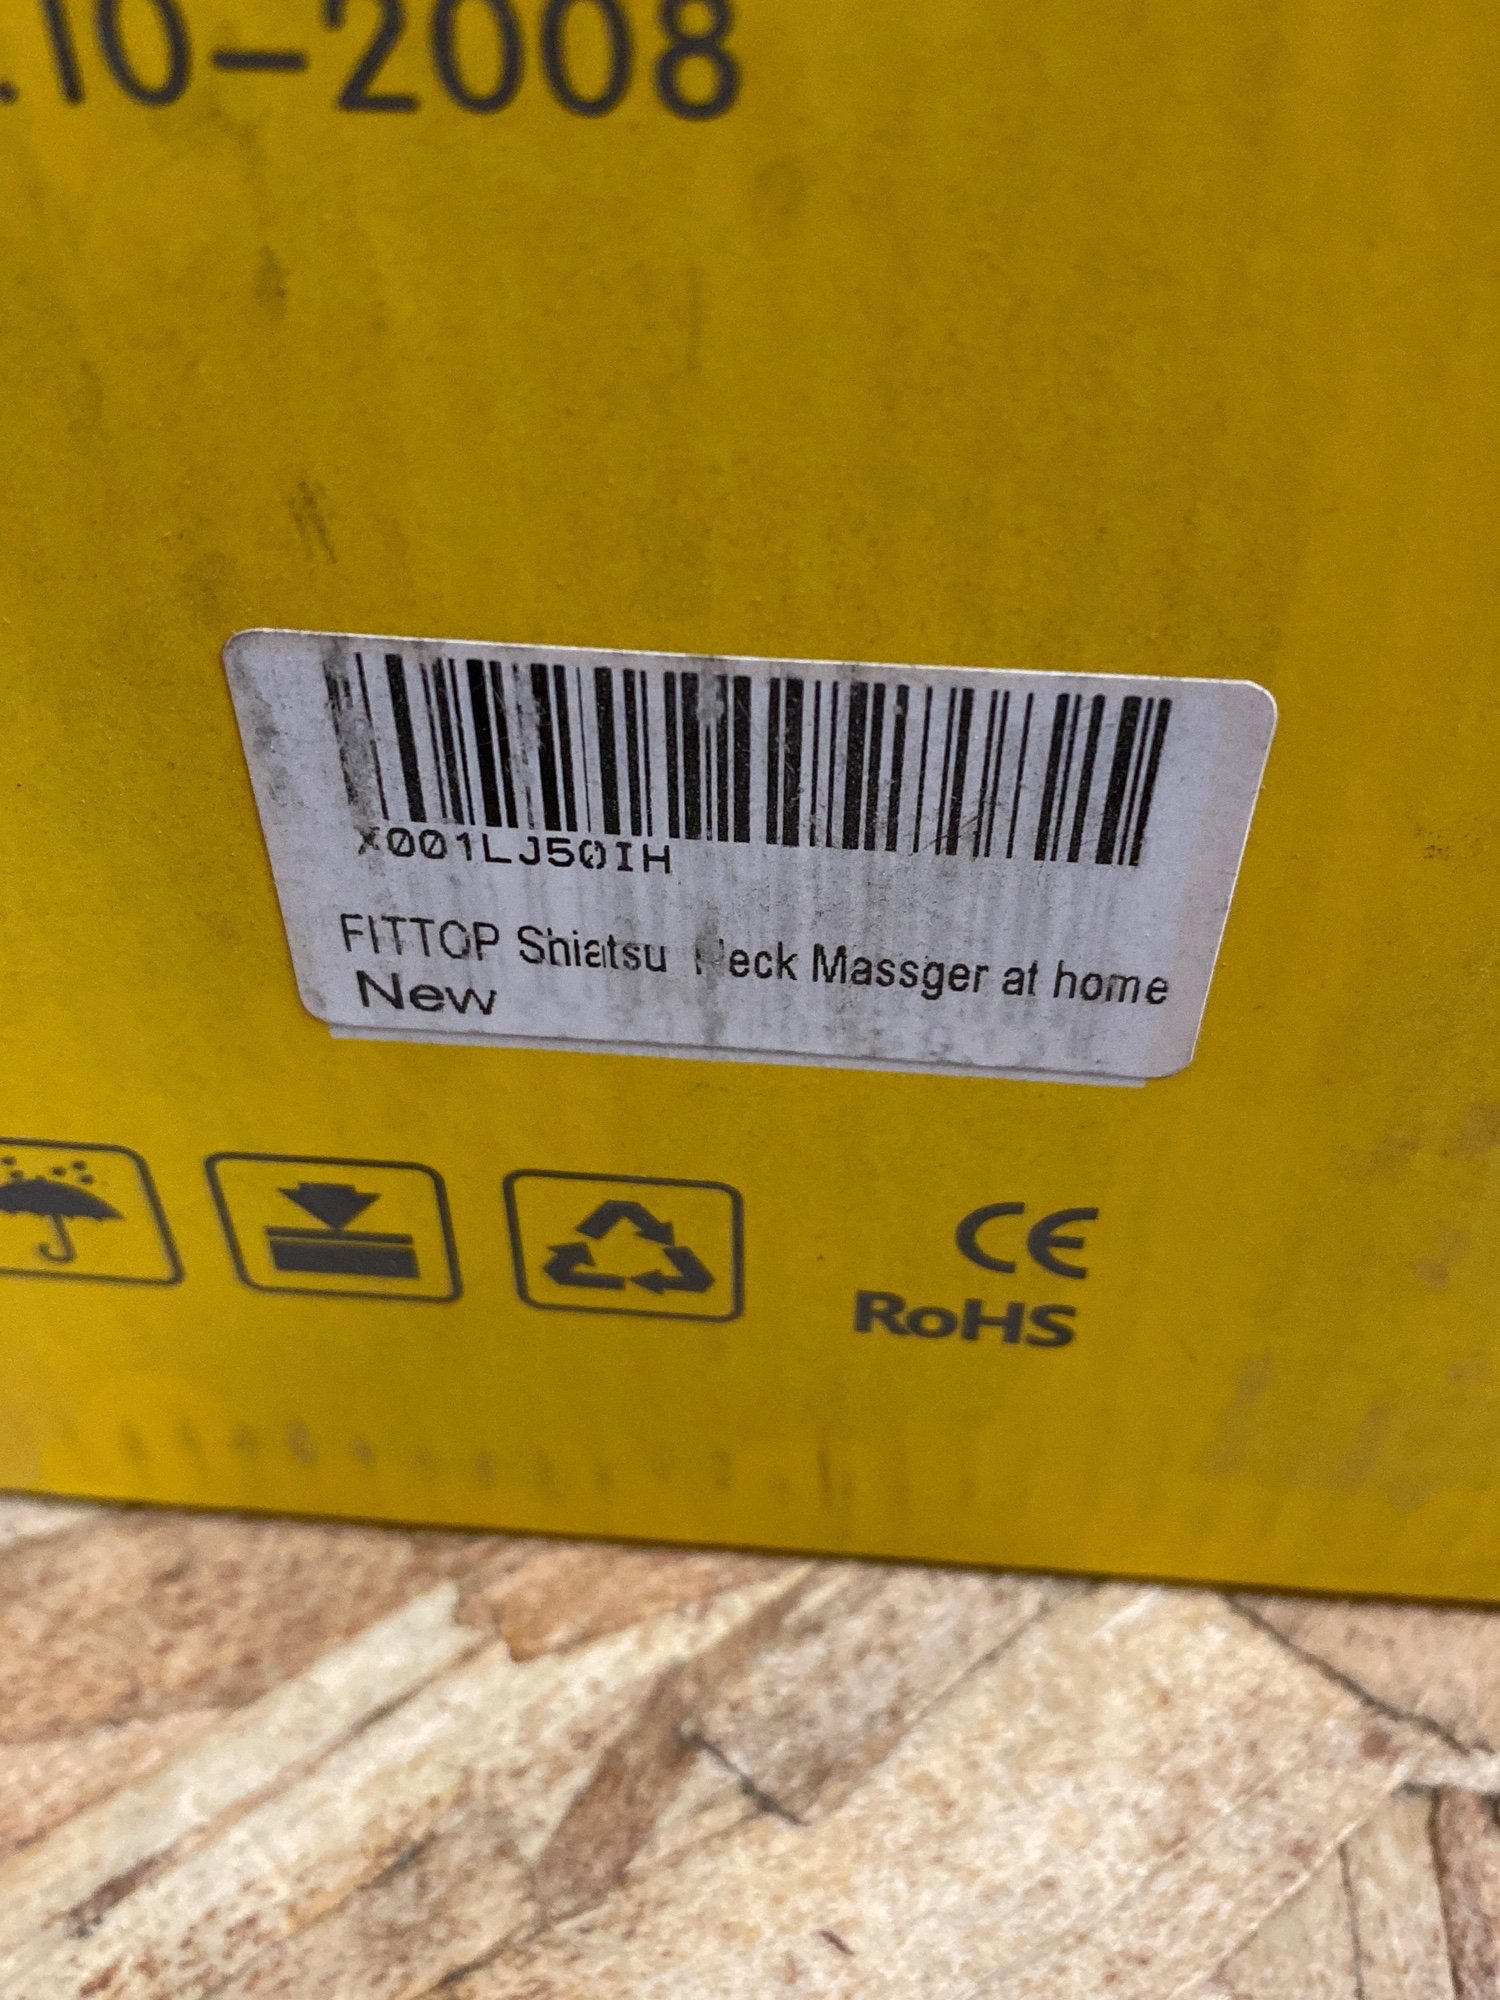 .10-2008
X001LJ50IH
FITTOP Shiatsu Neck Massger at home
New
CE
RoHS